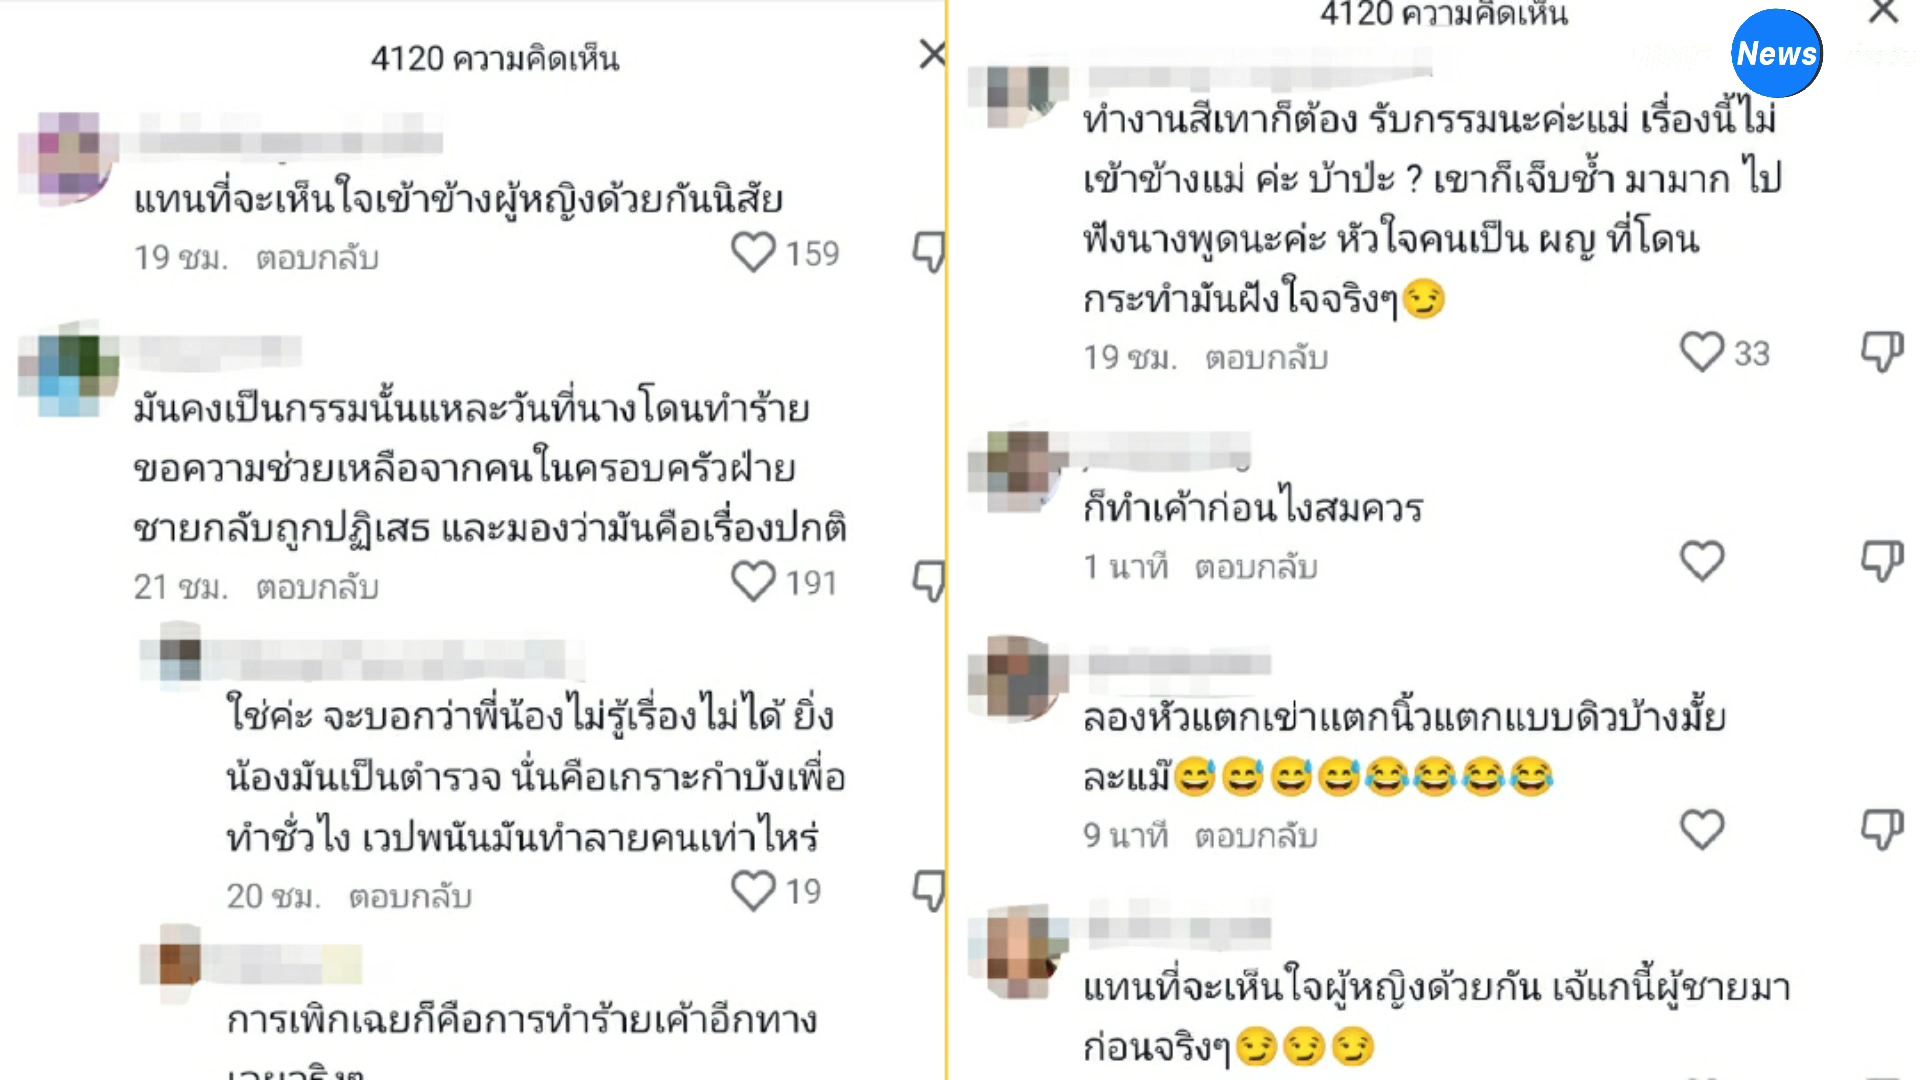 4120 ความคิดเห็น
แทนที่จะเห็นใจเข้าข้างผู้หญิงด้วยกันนิสัย
19 ชม. ตอบกลับ 159
มันคงเป็นกรรมนั้นแหละวันที่นางโดนทำร้าย
ขอความช่วยเหลือจากคนในครอบครัวฝ่าย
ชายกลับถูกปฏิเสธ และมองว่ามันคือเรื่องปกติ
21 ชม. ตอบกลับ 191
ใช่ค่ะ จะบอกว่าพี่น้องไม่รู้เรื่องไม่ได้ ยิ่ง
น้องมันเป็นตำรวจ นั่นคือเกราะกำบังเพื่อ
ทำชั่วไง เวปพนันมันทำลายคนเท่าไหร่
20 ชม. ตอบกลับ 19
การเพิกเฉยก็คือการทำร้ายเค้าอีกทาง
4120 ความคิดเห็น
News
ทำงานสีเทาก็ต้อง รับกรรมนะค่ะแม่ เรื่องนี้ไม่
เข้าข้างแม่ ค่ะ บ้าป่ะ ? เขาก็เจ็บช้ำ มามาก ไป
ฟังนางพูดนะค่ะ หัวใจคนเป็น ผญ ที่โดน
กระทำมันฝังใจจริงๆ😏
19 ชม. ตอบกลับ 33
ก็ทำเค้าก่อนไงสมควร
1 นาที ตอบกลับ
ลองหัวแตกเข่าแตกนิ้วแตกแบบดิวบ้างมั้ย
ละแม๊😅😅😅😅😂😂😂😂
9 นาที ตอบกลับ
แทนที่จะเห็นใจผู้หญิงด้วยกัน เจ้แกนี้ผู้ชายมา
ก่อนจริงๆ😏😏😏